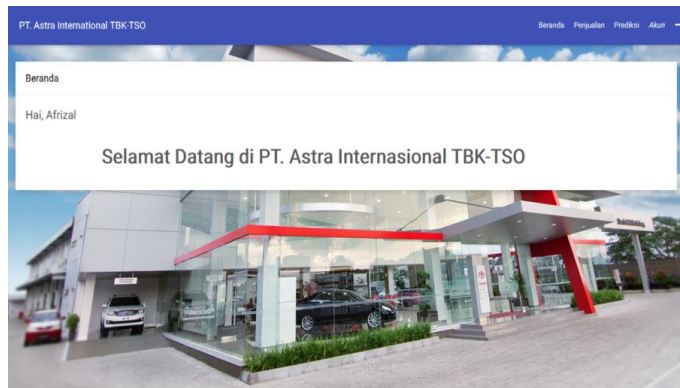 PT. Astra International TBK-TSO
Beranda Penjualan Prediksi Akun
Beranda
Hai, Afrizal
Selamat Datang di PT. Astra Internasional TBK-TSO